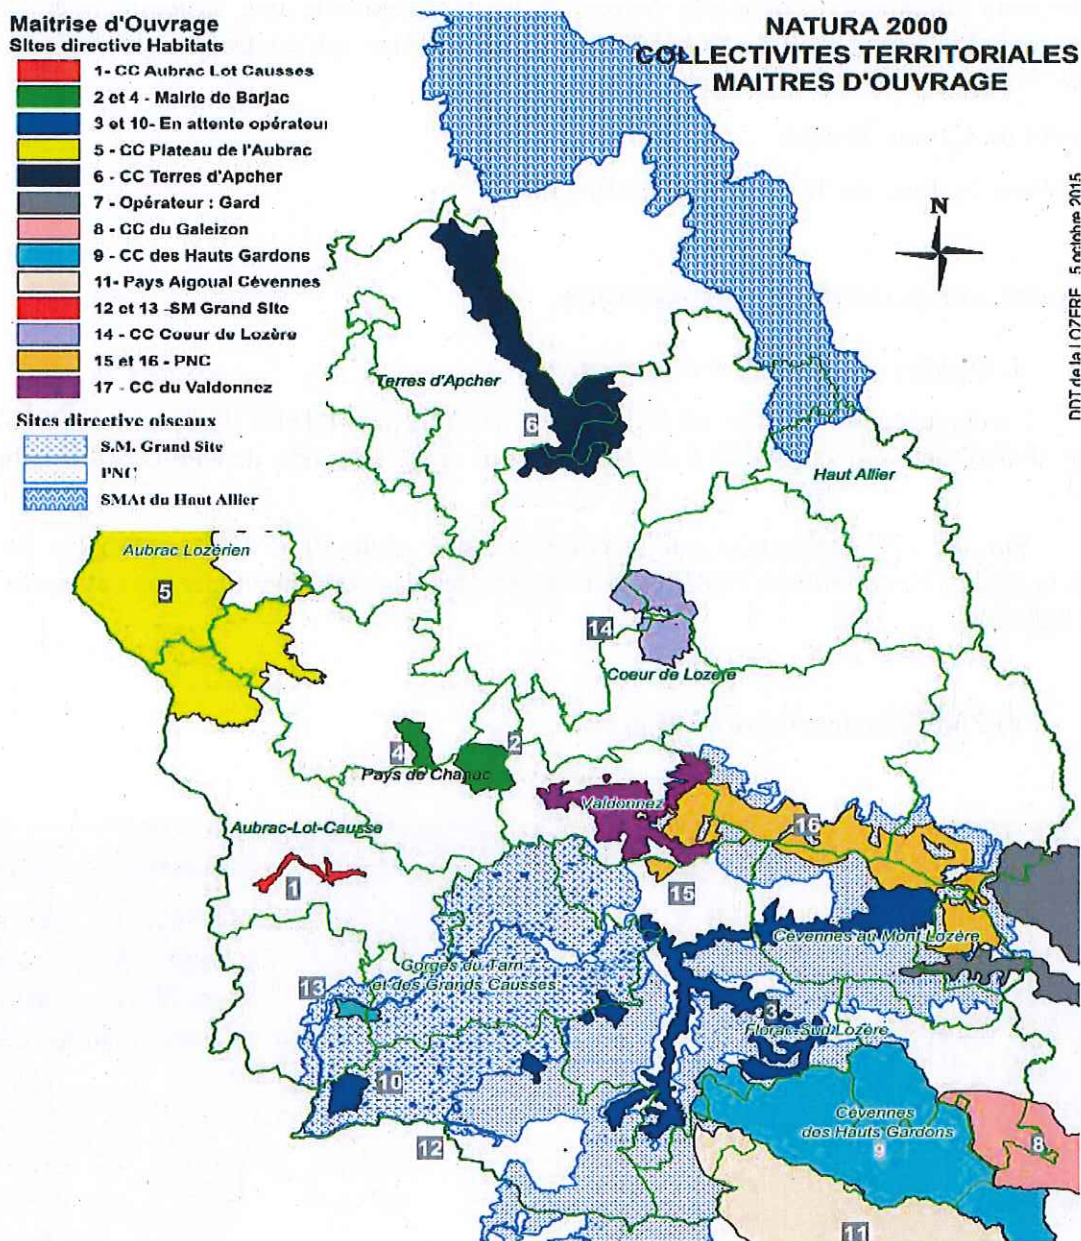 Maitrise d'Ouvrage
Sites directive Habitats
1- CC Aubrac Lot Causses
2 et 4 - Mairie de Barjac
3 et 10- En attente opérateur
5 - CC Plateau de l'Aubrac
6 - CC Terres d'Apcher
7 - Opérateur : Gard
8 - CC du Galeizon
9 - CC des Hauts Gardons
11- Pays Aigoual Cévennes
12 et 13 -SM Grand Site
14 - CC Coeur de Lozère
15 et 16 - PNC
17 - CC du Valdonnez
Sites directive oiseaux
S.M. Grand Site
PNC
SMAt du Haut Allier
NATURA 2000
COLLECTIVITES TERRITORIALES
MAITRES D'OUVRAGE
N
DDT de la LOZERE 5 octobre 2015
Terres d'Apcher
6
Haut Allier
Aubrac Lozérien
5
14
Coeur de Lozère
4
2
Pays de Chanac
Valdonnez
16
Aubrac-Lot-Causse
1
15
Cévennes au Mont Lozère
Gorges du Tarn
et des Grands Causses
13
3
Florac-Sud Lozère
10
Cévennes
des Hauts Gardons
9
8
12
11